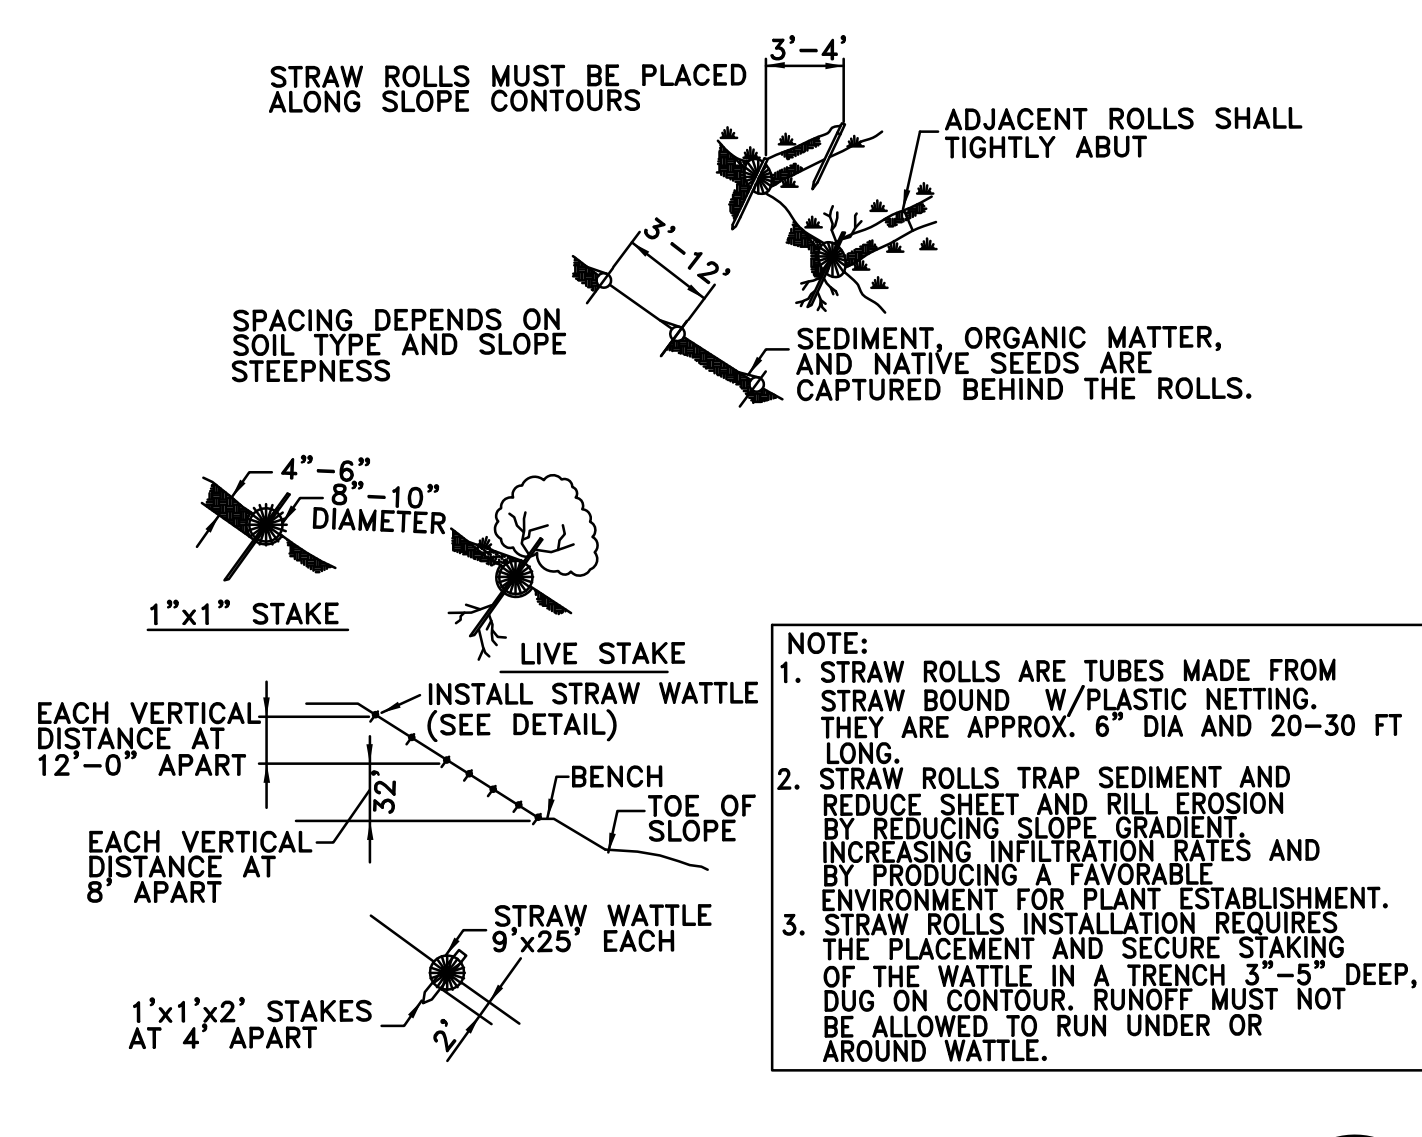 3'-4'
STRAW ROLLS MUST BE PLACED
ALONG SLOPE CONTOURS
ADJACENT ROLLS SHALL
TIGHTLY ABUT
3'-12'
SPACING DEPENDS ON
SOIL TYPE AND SLOPE
STEEPNESS
SEDIMENT, ORGANIC MATTER,
AND NATIVE SEEDS ARE
CAPTURED BEHIND THE ROLLS.
4"-6"
8"-10"
DIAMETER
1"x1" STAKE
LIVE STAKE
INSTALL STRAW WATTLE
(SEE DETAIL)
EACH VERTICAL
DISTANCE AT
12'-0" APART
32'
BENCH
TOE OF
SLOPE
EACH VERTICAL
DISTANCE AT
8' APART
STRAW WATTLE
9'x25' EACH
1'x1'x2' STAKES
AT 4' APART
2'
NOTE:
1. STRAW ROLLS ARE TUBES MADE FROM
STRAW BOUND W/PLASTIC NETTING.
THEY ARE APPROX. 6" DIA AND 20-30 FT
LONG.
2. STRAW ROLLS TRAP SEDIMENT AND
REDUCE SHEET AND RILL EROSION
BY REDUCING SLOPE GRADIENT.
INCREASING INFILTRATION RATES AND
BY PRODUCING A FAVORABLE
ENVIRONMENT FOR PLANT ESTABLISHMENT.
3. STRAW ROLLS INSTALLATION REQUIRES
THE PLACEMENT AND SECURE STAKING
OF THE WATTLE IN A TRENCH 3"-5" DEEP,
DUG ON CONTOUR. RUNOFF MUST NOT
BE ALLOWED TO RUN UNDER OR
AROUND WATTLE.